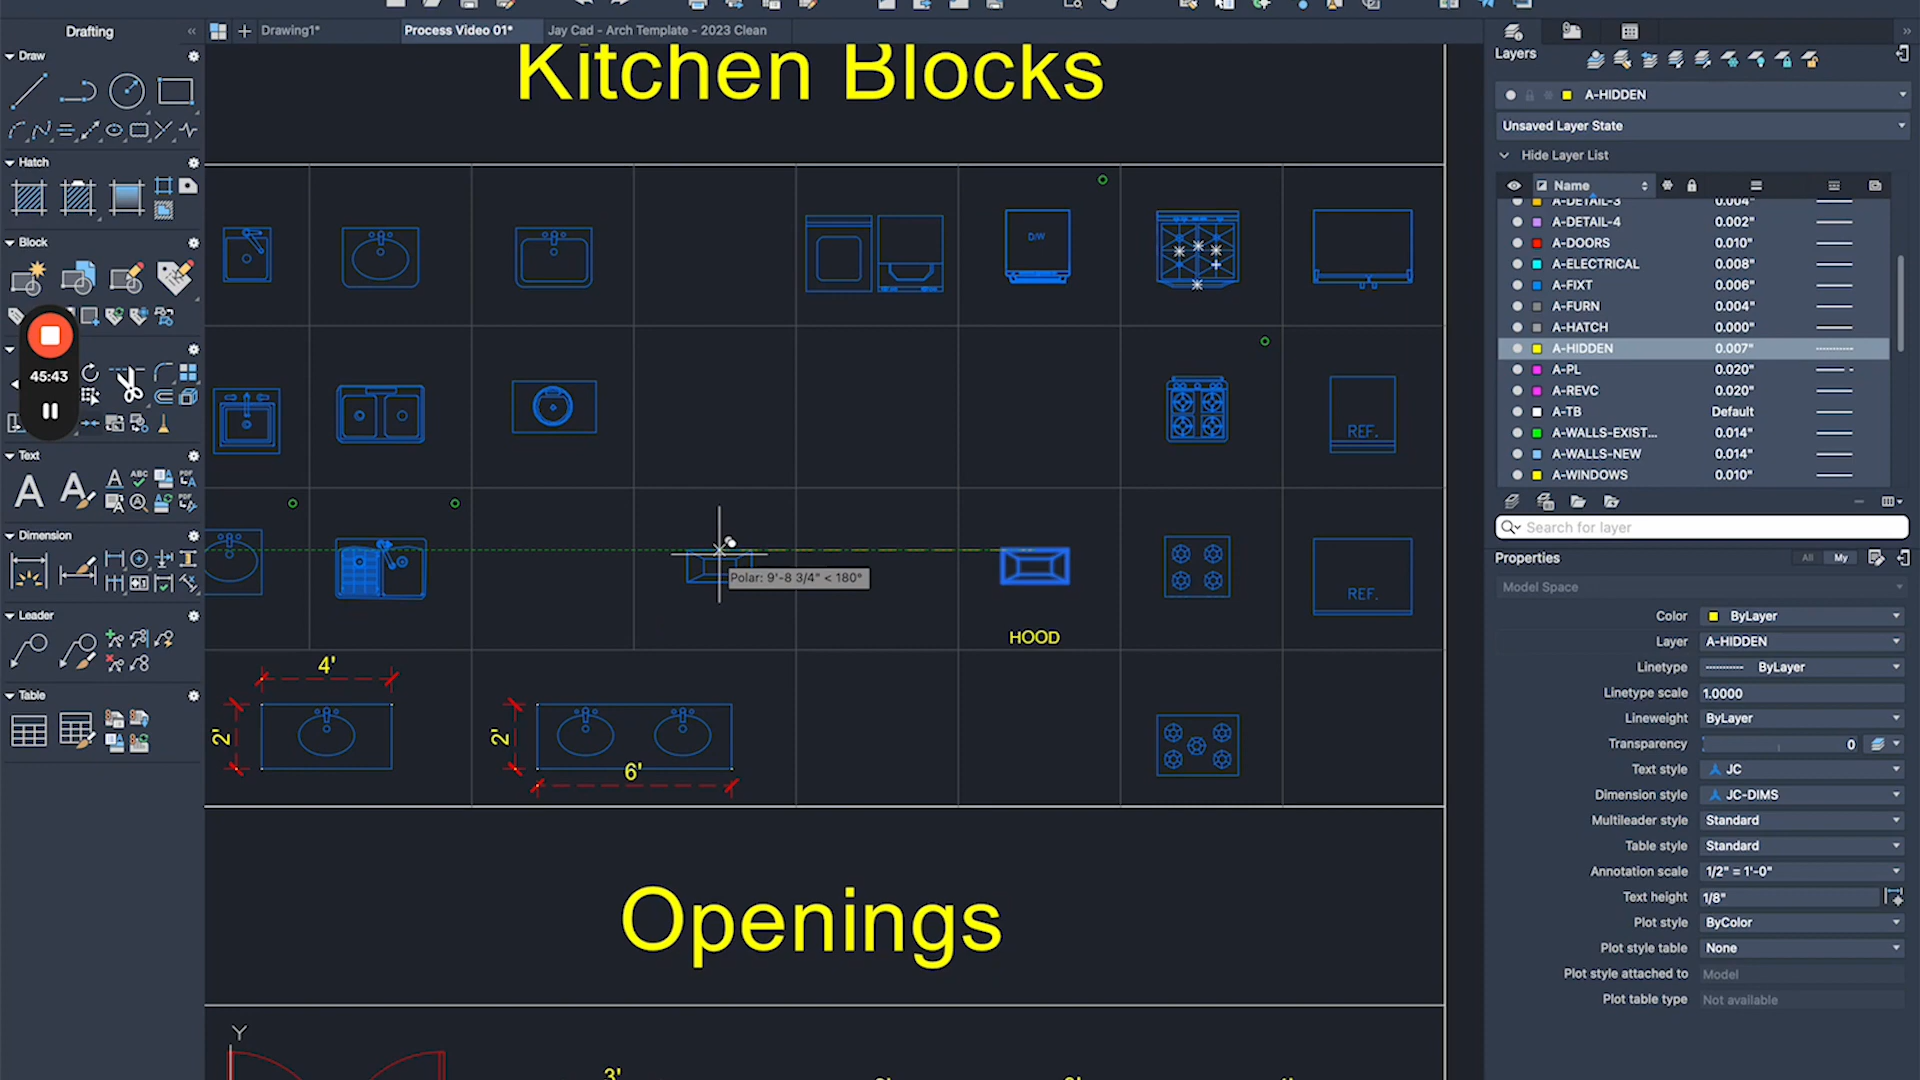 Drafting
Drawing1*
Process Video 01*
Jay Cad - Arch Template - 2023 Clean
Draw
Hatch
Block
45:43
Text
A
A
A
ABC
PDF
PDF
Dimension
Leader
Table
Kitchen Blocks
D/W
REF.
REF.
Polar: 9'-8 3/4" < 180°
HOOD
4'
2'
2'
6'
Openings
Y
3'
Layers
A-HIDDEN
Unsaved Layer State
Hide Layer List
Name
A-DETAIL-3 0.004"
A-DETAIL-4 0.002"
A-DOORS 0.010"
A-ELECTRICAL 0.008"
A-FIXT 0.006"
A-FURN 0.004"
A-HATCH 0.000"
A-HIDDEN 0.007"
A-PL 0.020"
A-REVC 0.020"
A-TB Default
A-WALLS-EXIST... 0.014"
A-WALLS-NEW 0.014"
A-WINDOWS 0.010"
Search for layer
Properties
All My
Model Space
Color ByLayer
Layer A-HIDDEN
Linetype ByLayer
Linetype scale 1.0000
Lineweight ByLayer
Transparency 0
Text style JC
Dimension style JC-DIMS
Multileader style Standard
Table style Standard
Annotation scale 1/2" = 1'-0"
Text height 1/8"
Plot style ByColor
Plot style table None
Plot style attached to Model
Plot table type Not available